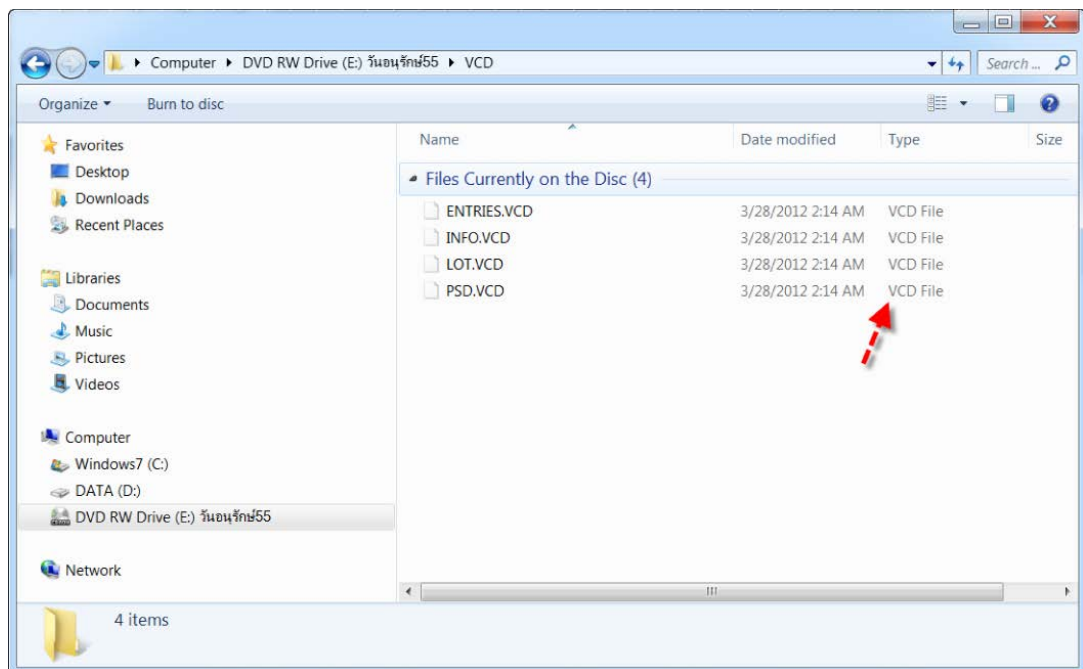 Computer DVD RW Drive (E:) วันอนุรักษ์55 VCD
Search ...
Organize Burn to disc
Favorites
Desktop
Downloads
Recent Places
Libraries
Documents
Music
Pictures
Videos
Computer
Windows7 (C:)
DATA (D:)
DVD RW Drive (E:) วันอนุรักษ์55
Network
Name Date modified Type Size
Files Currently on the Disc (4)
ENTRIES.VCD 3/28/2012 2:14 AM VCD File
INFO.VCD 3/28/2012 2:14 AM VCD File
LOT.VCD 3/28/2012 2:14 AM VCD File
PSD.VCD 3/28/2012 2:14 AM VCD File
4 items